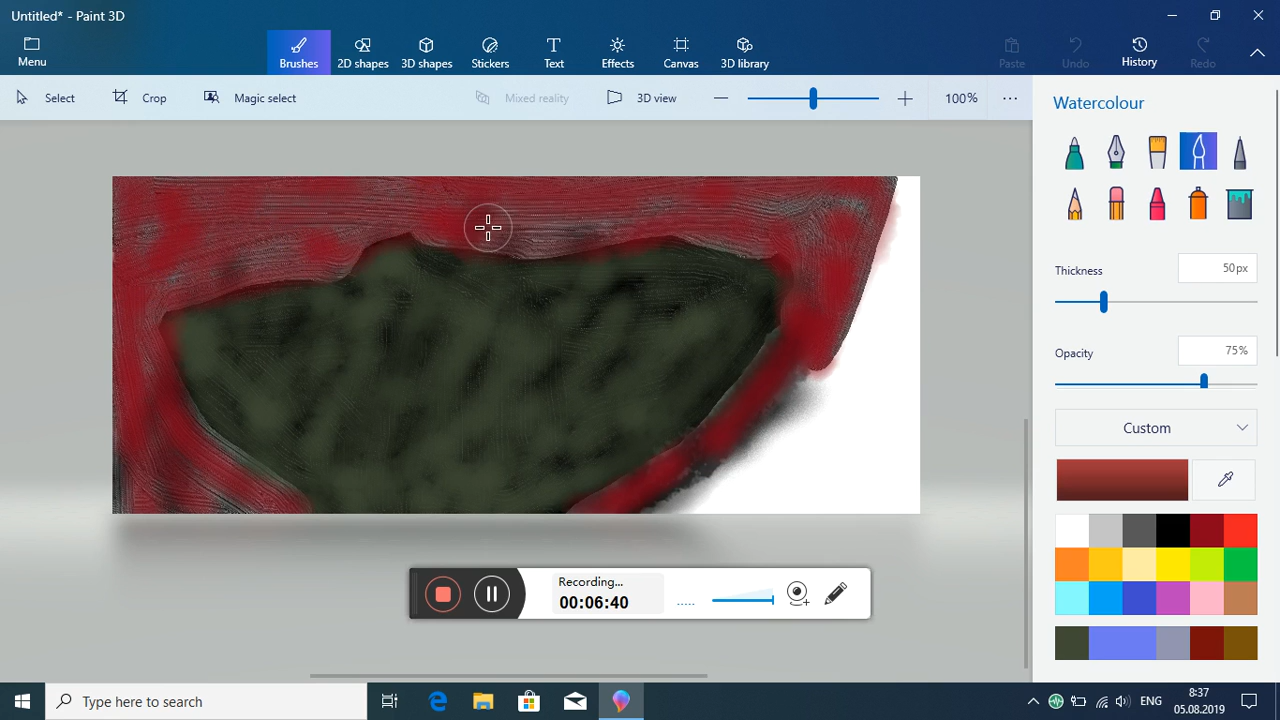 Untitled* - Paint 3D
Menu
Brushes
2D shapes
3D shapes
Stickers
Text
Effects
Canvas
3D library
Paste
Undo
History
Redo
Select
Crop
Magic select
Mixed reality
3D view
100%
Watercolour
Thickness
50px
Opacity
75%
Custom
Recording...
00:06:40
Type here to search
ENG
8:37
05.08.2019